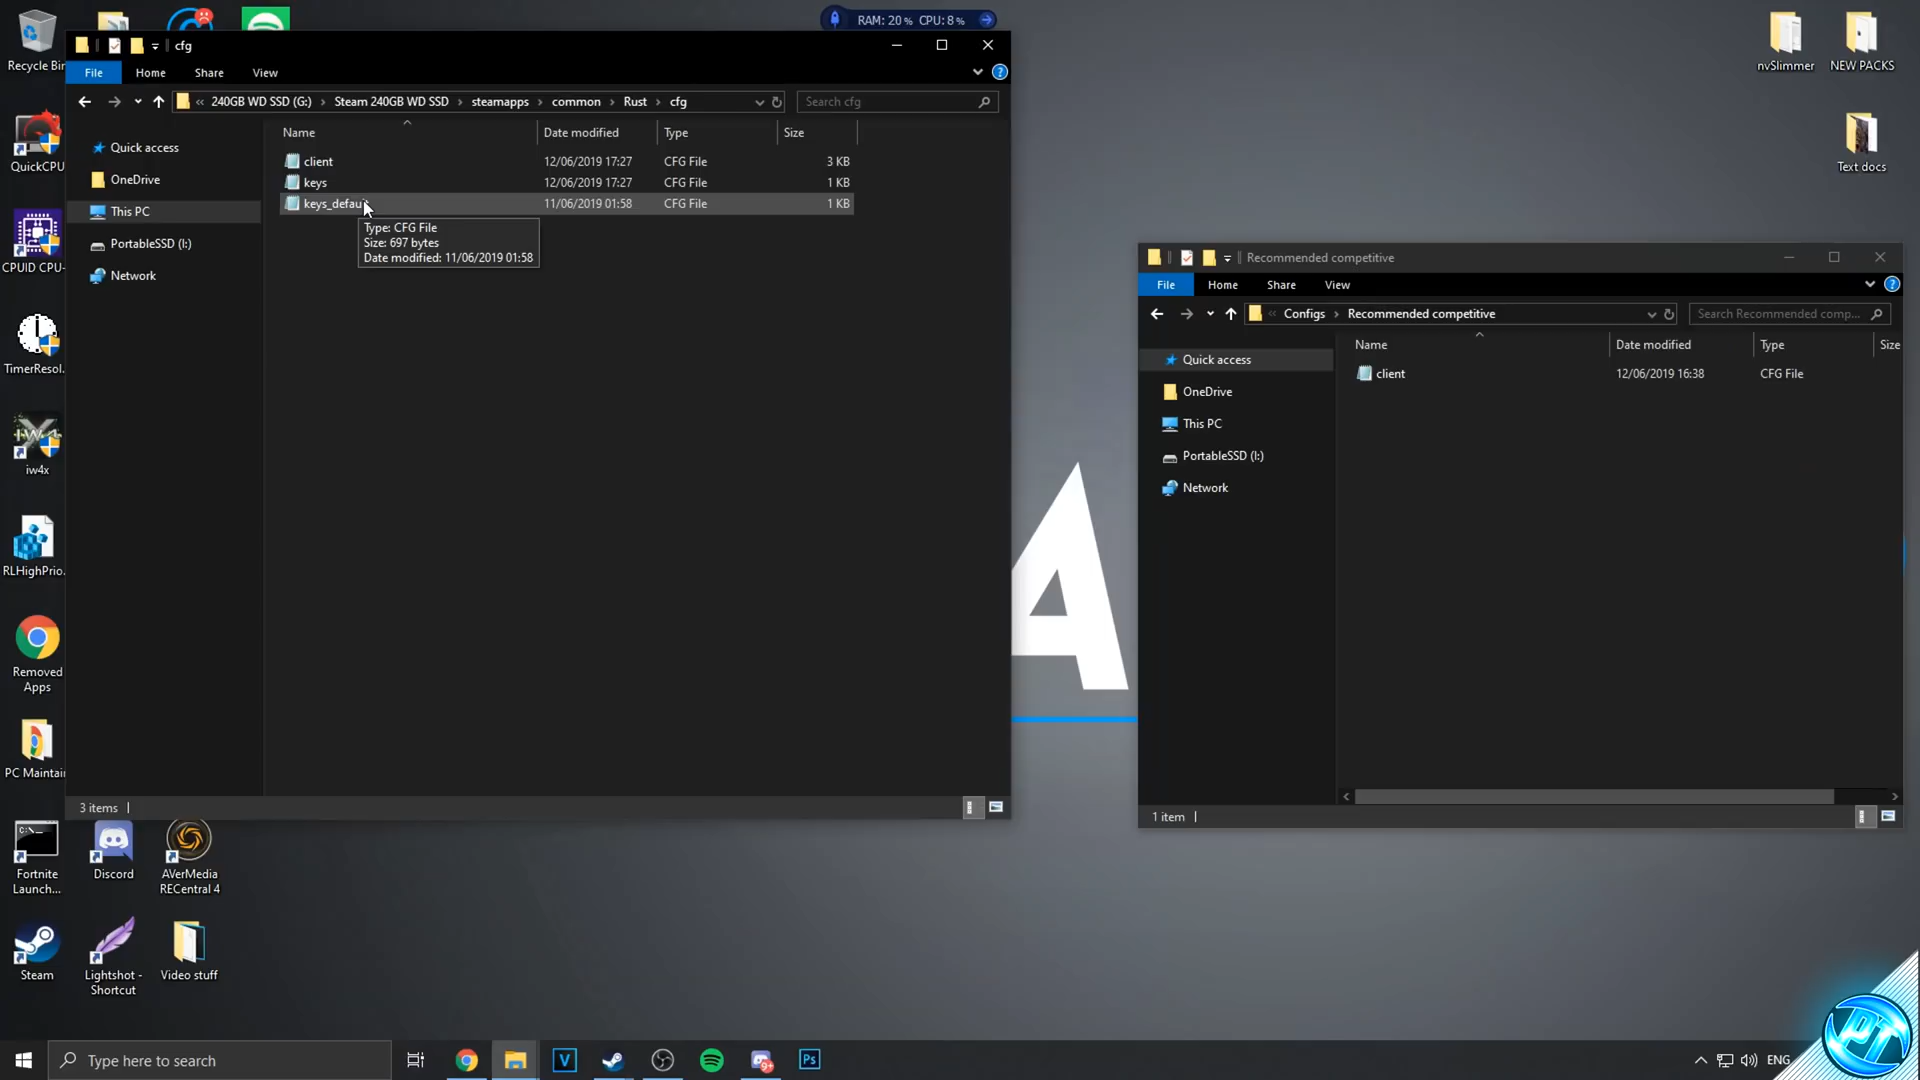 RAM: 20 % CPU: 8 %
cfg
File
Home
Share
View
« 240GB WD SSD (G:) › Steam 240GB WD SSD › steamapps › common › Rust › cfg
Search cfg
Name
Date modified
Type
Size
client
12/06/2019 17:27
CFG File
3 KB
keys
12/06/2019 17:27
CFG File
1 KB
11/06/2019 01:58
CFG File
1 KB
Type: CFG File
Size: 697 bytes
Date modified: 11/06/2019 01:58
Quick access
OneDrive
This PC
PortableSSD (I:)
Network
3 items
Recommended competitive
File
Home
Share
View
« Configs › Recommended competitive
Search Recommended comp...
Name
Date modified
Type
Size
client
12/06/2019 16:38
CFG File
Quick access
OneDrive
This PC
PortableSSD (I:)
Network
1 item
Recycle Bin
QuickCPU
CPUID CPU-
TimerResol.
iw4x
RLHighPrio.
Removed
Apps
PC Maintai
Fortnite
Launch...
Discord
AVerMedia
RECentral 4
Steam
Lightshot -
Shortcut
Video stuff
nvSlimmer
NEW PACKS
Text docs
A
Type here to search
V
9+
Ps
ENG